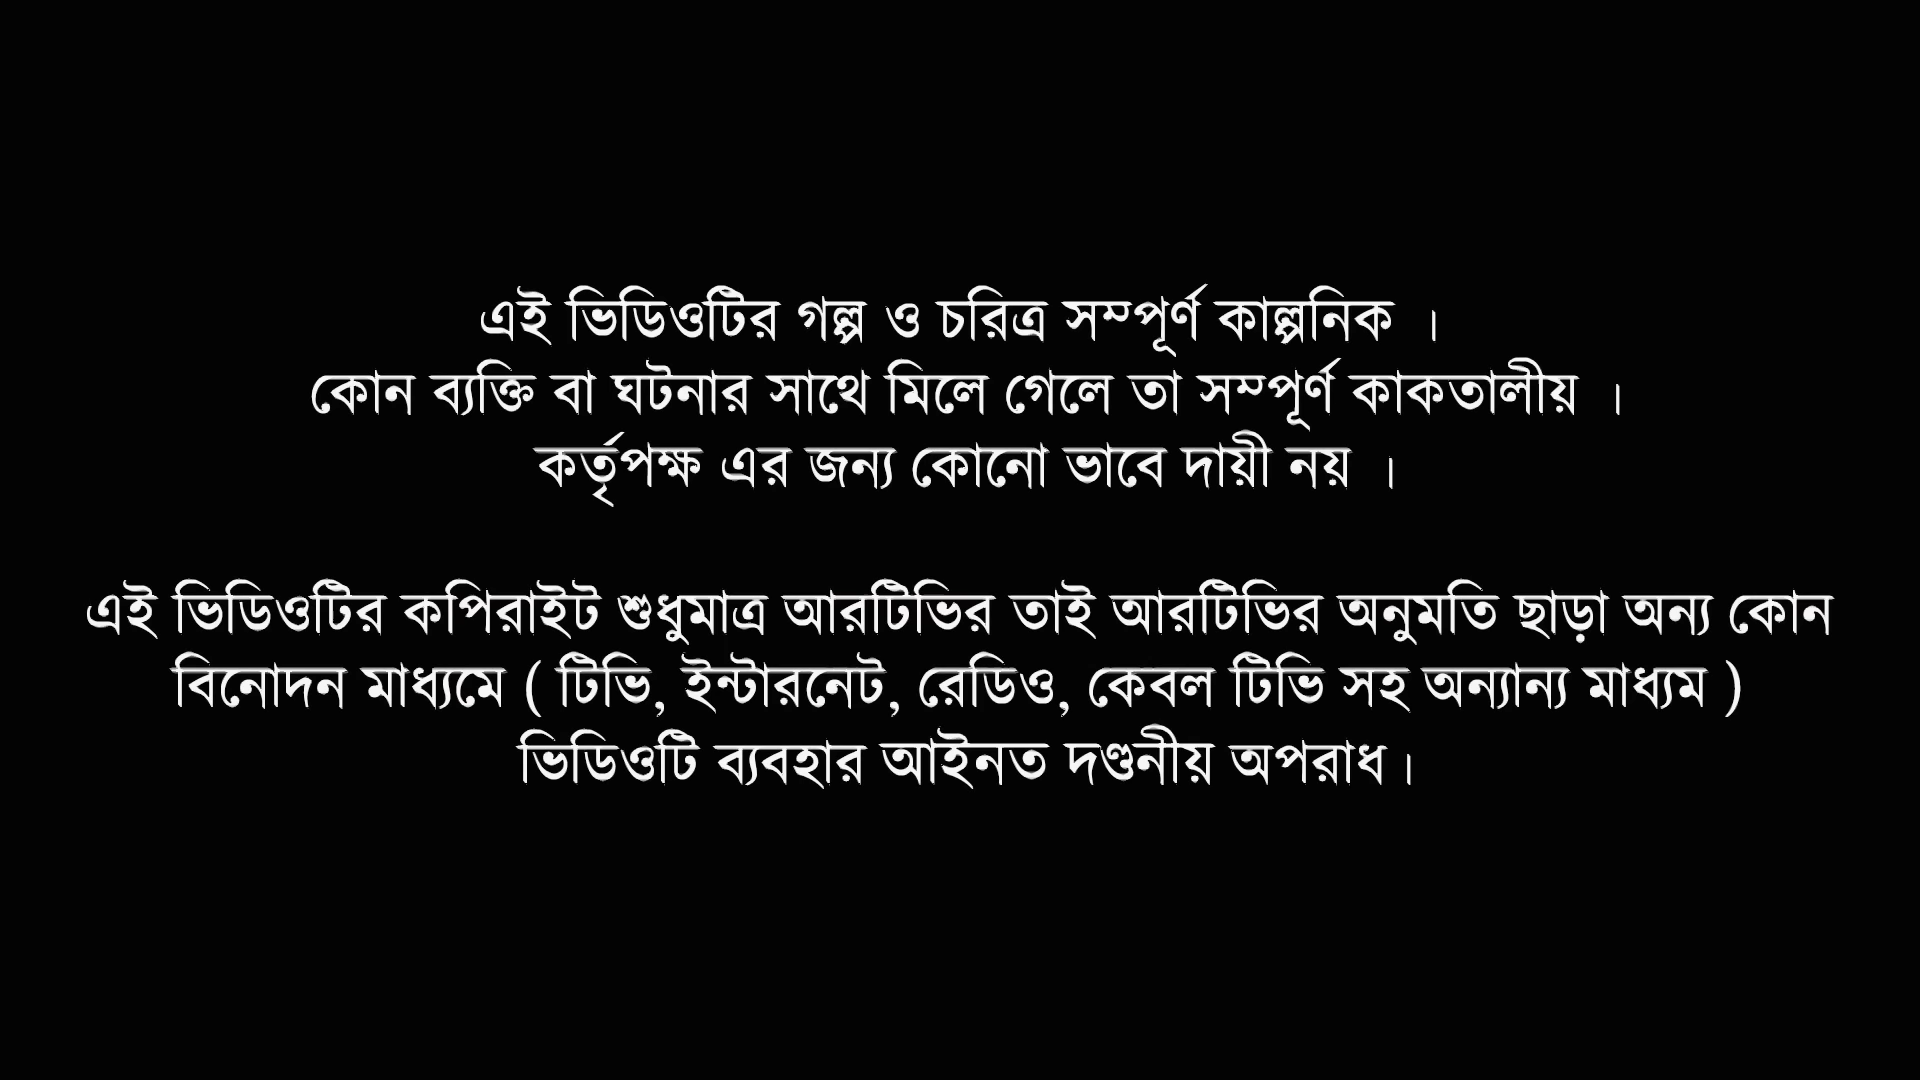 এই ভিডিওটির গল্প ও চরিত্র সম্পূর্ণ কাল্পনিক ।
কোন ব্যক্তি বা ঘটনার সাথে মিলে গেলে তা সম্পূর্ণ কাকতালীয় ।
কর্তৃপক্ষ এর জন্য কোনো ভাবে দায়ী নয় ।
এই ভিডিওটির কপিরাইট শুধুমাত্র আরটিভির তাই আরটিভির অনুমতি ছাড়া অন্য কোন
বিনোদন মাধ্যমে ( টিভি, ইন্টারনেট, রেডিও, কেবল টিভি সহ অন্যান্য মাধ্যম )
ভিডিওটি ব্যবহার আইনত দণ্ডনীয় অপরাধ।